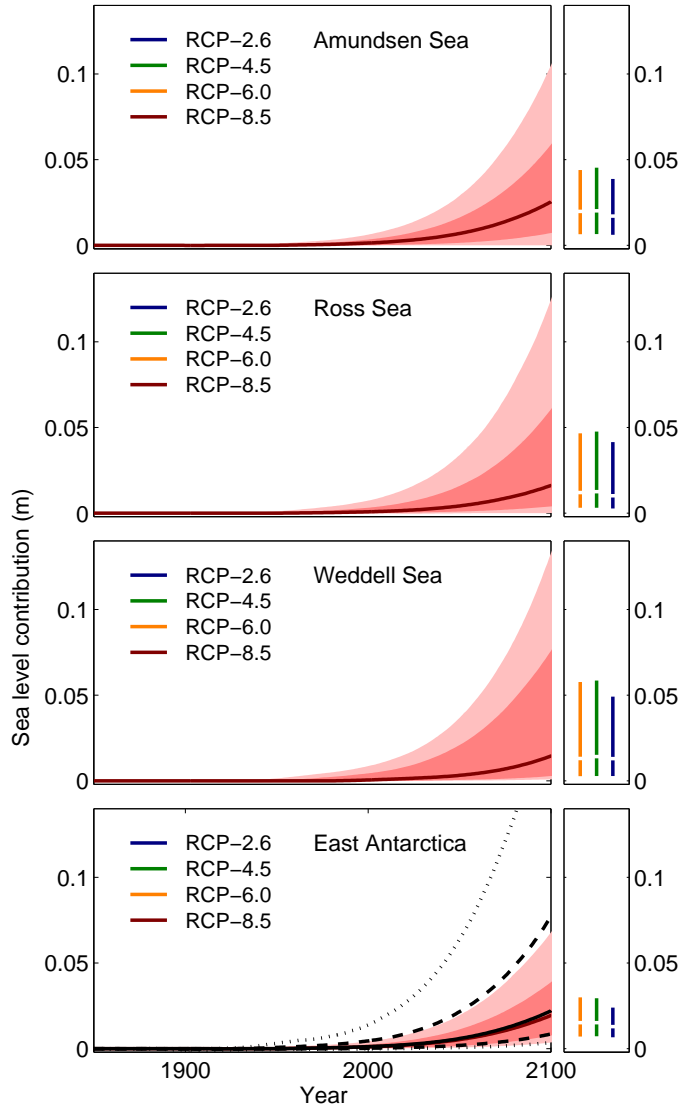 RCP−2.6 Amundsen Sea
RCP−4.5
RCP−6.0
RCP−8.5
0.1 0.1
0.05 0.05
0 0
RCP−2.6 Ross Sea
RCP−4.5
RCP−6.0
RCP−8.5
0.1 0.1
0.05 0.05
0 0
Sea level contribution (m)
RCP−2.6 Weddell Sea
RCP−4.5
RCP−6.0
RCP−8.5
0.1 0.1
0.05 0.05
0 0
RCP−2.6 East Antarctica
RCP−4.5
RCP−6.0
RCP−8.5
0.1 0.1
0.05 0.05
0 0
1900 2000 2100
Year